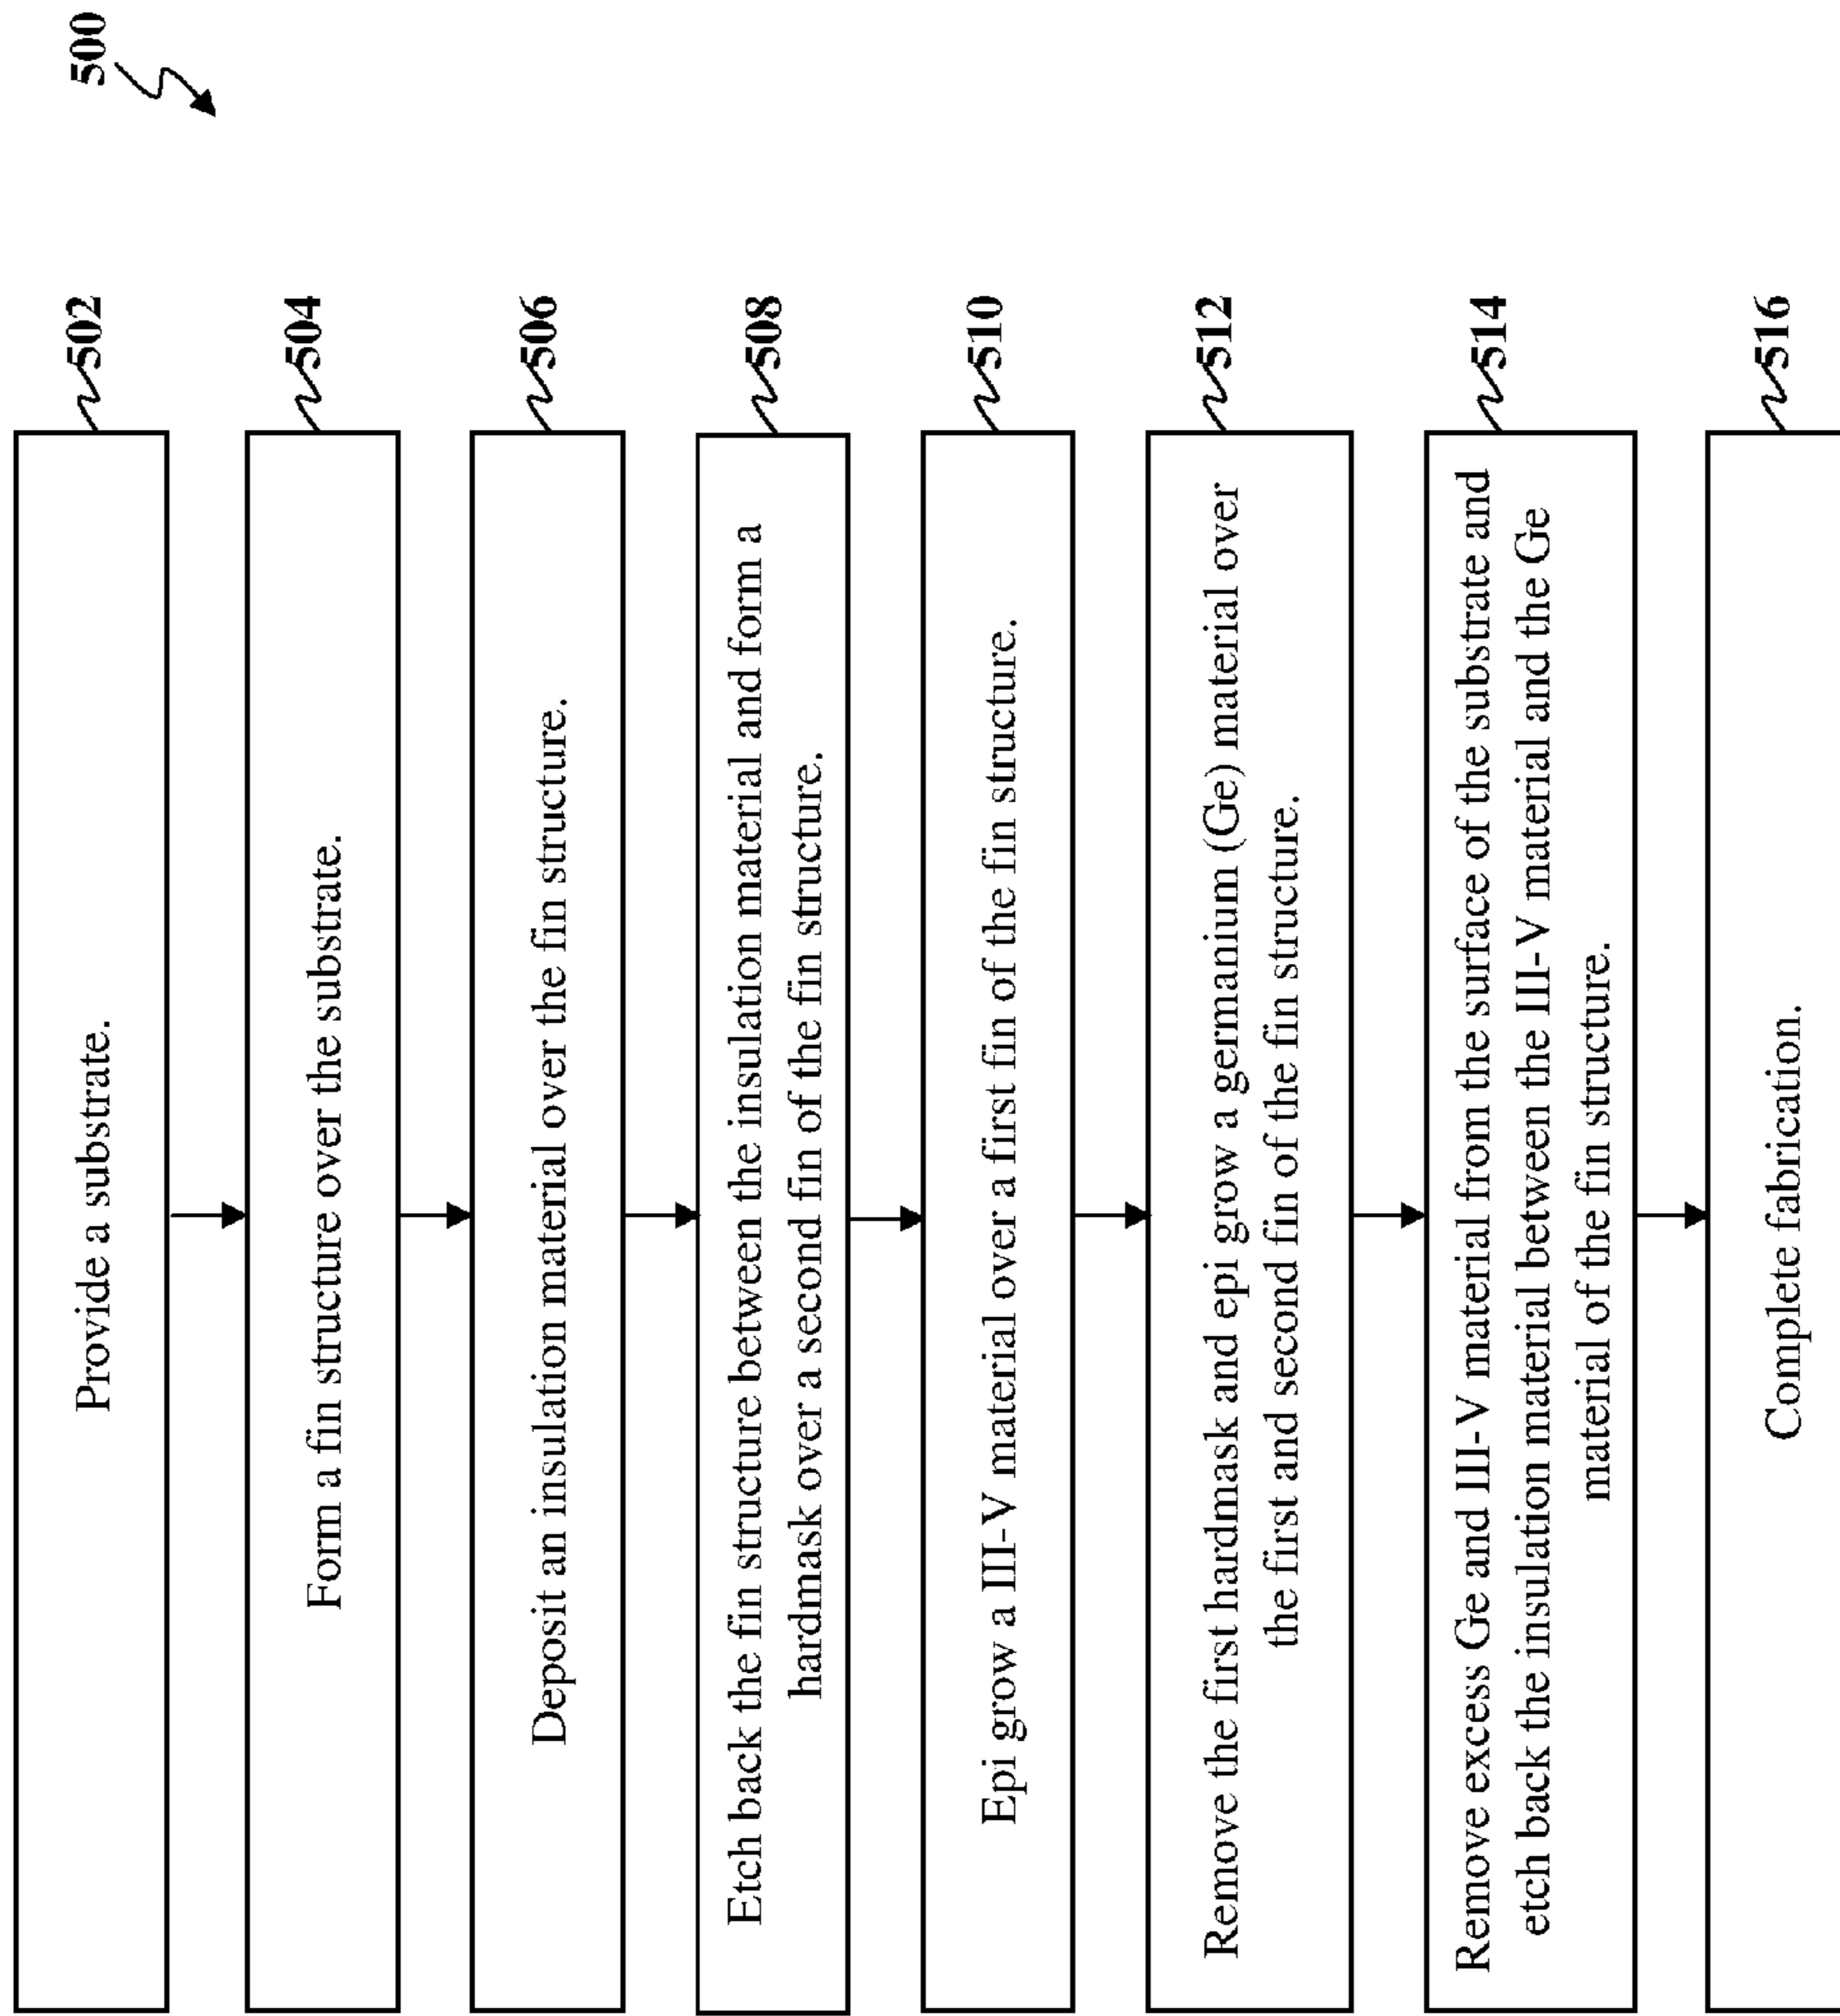 500
Provide a substrate.
502
Form a fin structure over the substrate.
504
Deposit an insulation material over the fin structure.
506
Etch back the fin structure between the insulation material and form a
hardmask over a second fin of the fin structure.
508
Epi grow a III-V material over a first fin of the fin structure.
510
Remove the first hardmask and epi grow a germanium (Ge) material over
the first and second fin of the fin structure.
512
Remove excess Ge and III-V material from the surface of the substrate and
etch back the insulation material between the III-V material and the Ge
material of the fin structure.
514
Complete fabrication.
516